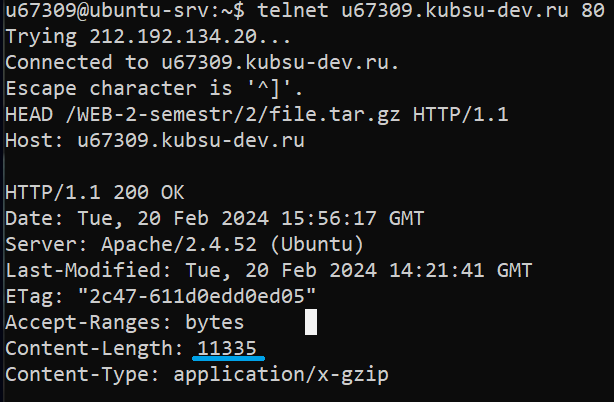 u67309@ubuntu-srv:~$ telnet u67309.kubsu-dev.ru 80
Trying 212.192.134.20...
Connected to u67309.kubsu-dev.ru.
Escape character is '^]'.
HEAD /WEB-2-semestr/2/file.tar.gz HTTP/1.1
Host: u67309.kubsu-dev.ru

HTTP/1.1 200 OK
Date: Tue, 20 Feb 2024 15:56:17 GMT
Server: Apache/2.4.52 (Ubuntu)
Last-Modified: Tue, 20 Feb 2024 14:21:41 GMT
ETag: "2c47-611d0edd0ed05"
Accept-Ranges: bytes
Content-Length: 11335
Content-Type: application/x-gzip